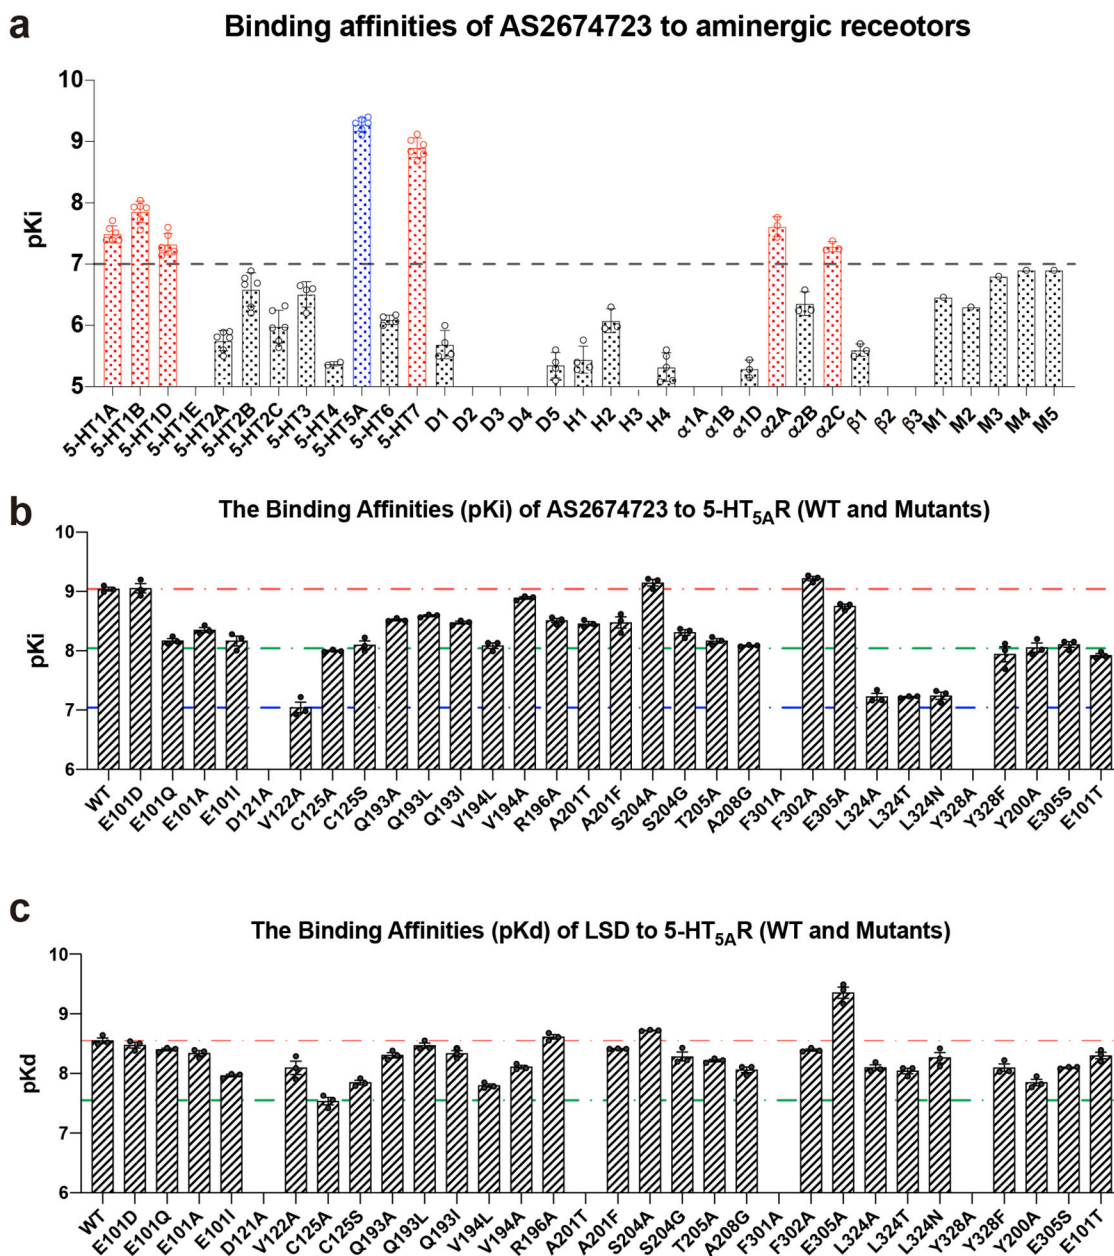 a
Binding affinities of AS2674723 to aminergic receotors
10
9
8
7
6
5
pKi
5-HT1A
5-HT1B
5-HT1D
5-HT1E
5-HT2A
5-HT2B
5-HT2C
5-HT3
5-HT4
5-HT5A
5-HT6
5-HT7
D1
D2
D3
D4
D5
H1
H2
H3
H4
α1A
α1B
α1D
α2A
α2B
α2C
β1
β2
β3
M1
M2
M3
M4
M5
b
The Binding Affinities (pKi) of AS2674723 to 5-HT5AR (WT and Mutants)
10
9
8
7
6
pKi
WT
E101D
E101Q
E101A
E101I
D121A
V122A
C125A
C125S
Q193A
Q193L
Q193I
V194L
V194A
R196A
A201T
A201F
S204A
S204G
T205A
A208G
F301A
F302A
E305A
L324A
L324T
L324N
Y328A
Y328F
Y200A
E305S
E101T
c
The Binding Affinities (pKd) of LSD to 5-HT5AR (WT and Mutants)
10
9
8
7
6
pKd
WT
E101D
E101Q
E101A
E101I
D121A
V122A
C125A
C125S
Q193A
Q193L
Q193I
V194L
V194A
R196A
A201T
A201F
S204A
S204G
T205A
A208G
F301A
F302A
E305A
L324A
L324T
L324N
Y328A
Y328F
Y200A
E305S
E101T